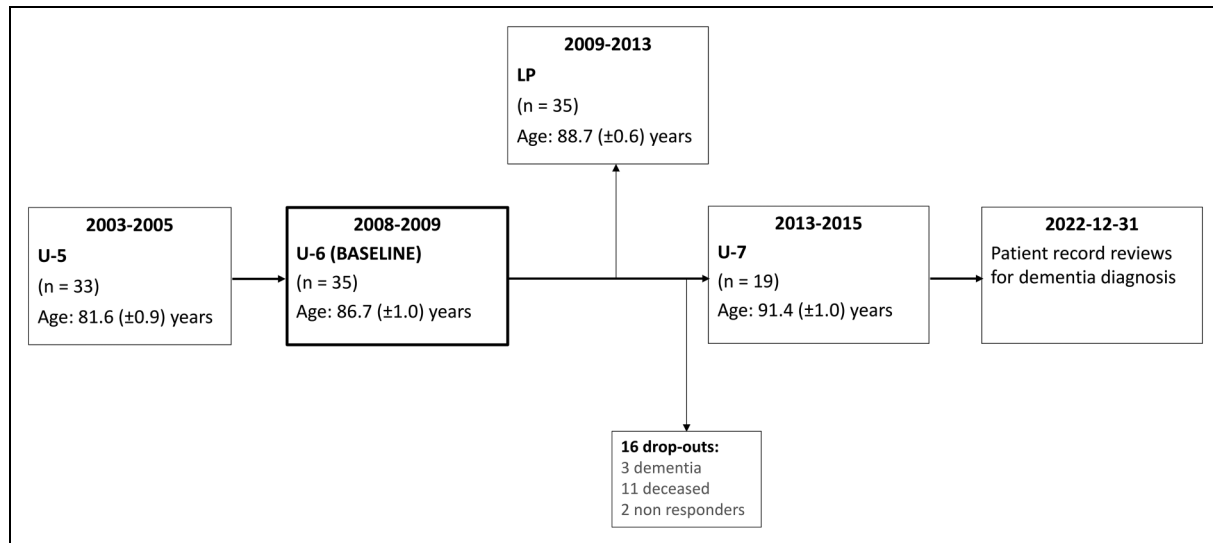 2009-2013
LP
(n = 35)
Age: 88.7 (±0.6) years
2003-2005
U-5
(n = 33)
Age: 81.6 (±0.9) years
2008-2009
U-6 (BASELINE)
(n = 35)
Age: 86.7 (±1.0) years
2013-2015
U-7
(n = 19)
Age: 91.4 (±1.0) years
2022-12-31
Patient record reviews
for dementia diagnosis
16 drop-outs:
3 dementia
11 deceased
2 non responders